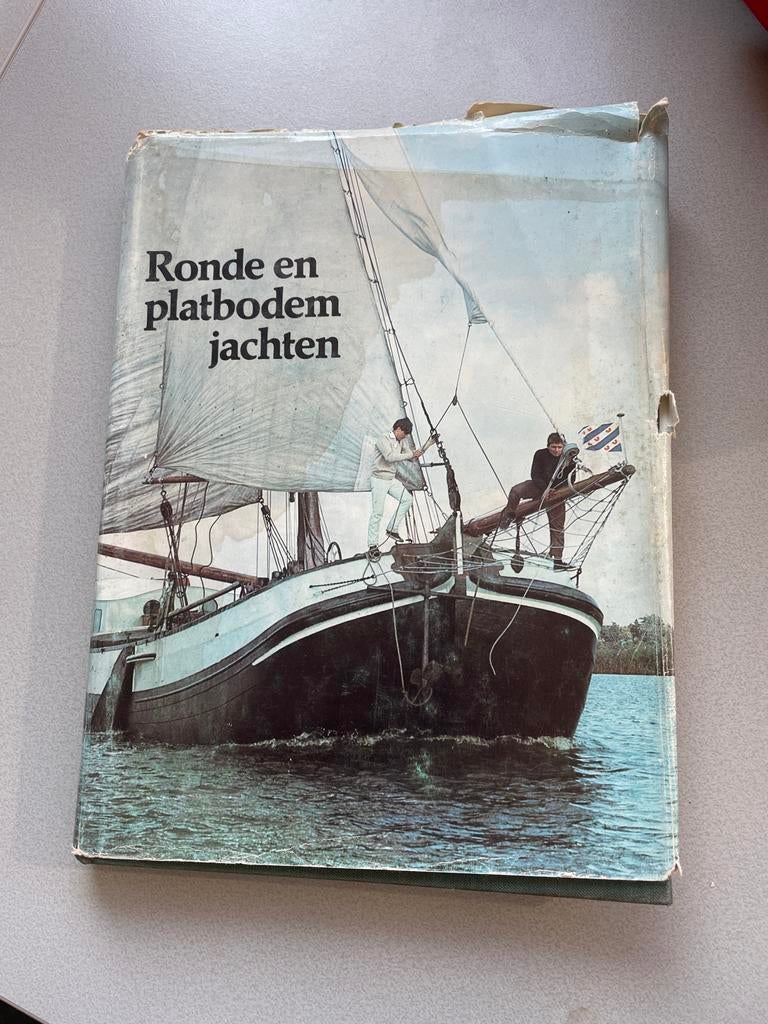 Ronde en
platbodem
jachten